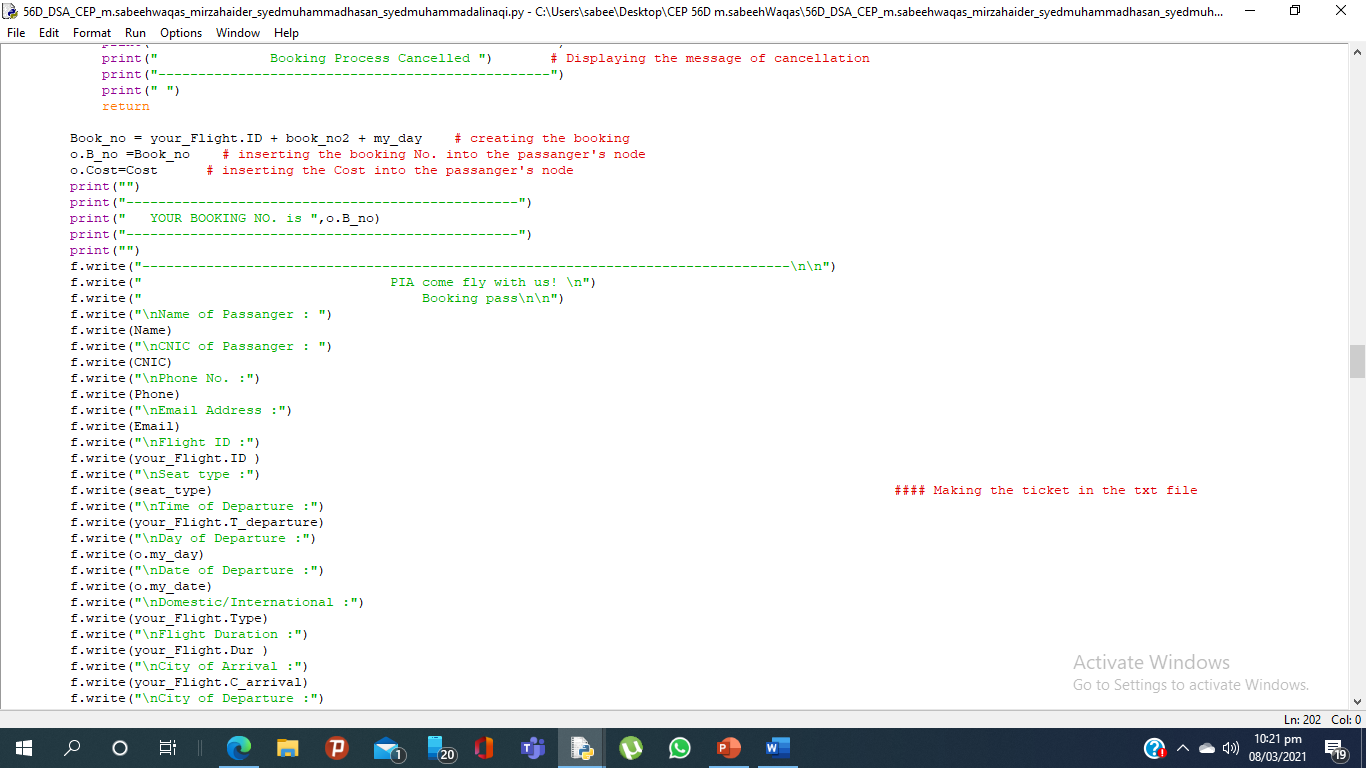 56D_DSA_CEP_m.sabeehwaqas_mirzahaider_syedmuhammadhasan_syedmuhammadalinaqi.py - C:\Users\sabee\Desktop\CEP 56D m.sabeehWaqas\56D_DSA_CEP_m.sabeehwaqas_mirzahaider_syedmuhammadhasan_syedmuh...
File Edit Format Run Options Window Help
print("              Booking Process Cancelled ")       # Displaying the message of cancellation
print("-------------------------------------------------")
print(" ")
return
Book_no = your_Flight.ID + book_no2 + my_day    # creating the booking
o.B_no =Book_no    # inserting the booking No. into the passanger's node
o.Cost=Cost      # inserting the Cost into the passanger's node
print("")
print("-------------------------------------------------")
print("   YOUR BOOKING NO. is ",o.B_no)
print("-------------------------------------------------")
print("")
f.write("---------------------------------------------------------------------------------\n\n")
f.write("                               PIA come fly with us! \n")
f.write("                                   Booking pass\n\n")
f.write("\nName of Passanger : ")
f.write(Name)
f.write("\nCNIC of Passanger : ")
f.write(CNIC)
f.write("\nPhone No. :")
f.write(Phone)
f.write("\nEmail Address :")
f.write(Email)
f.write("\nFlight ID :")
f.write(your_Flight.ID )
f.write("\nSeat type :")
f.write(seat_type)                                                                                     #### Making the ticket in the txt file
f.write("\nTime of Departure :")
f.write(your_Flight.T_departure)
f.write("\nDay of Departure :")
f.write(o.my_day)
f.write("\nDate of Departure :")
f.write(o.my_date)
f.write("\nDomestic/International :")
f.write(your_Flight.Type)
f.write("\nFlight Duration :")
f.write(your_Flight.Dur )
f.write("\nCity of Arrival :")
f.write(your_Flight.C_arrival)
f.write("\nCity of Departure :")
Activate Windows
Go to Settings to activate Windows.
Ln: 202 Col: 0
1
20
10:21 pm
08/03/2021
19